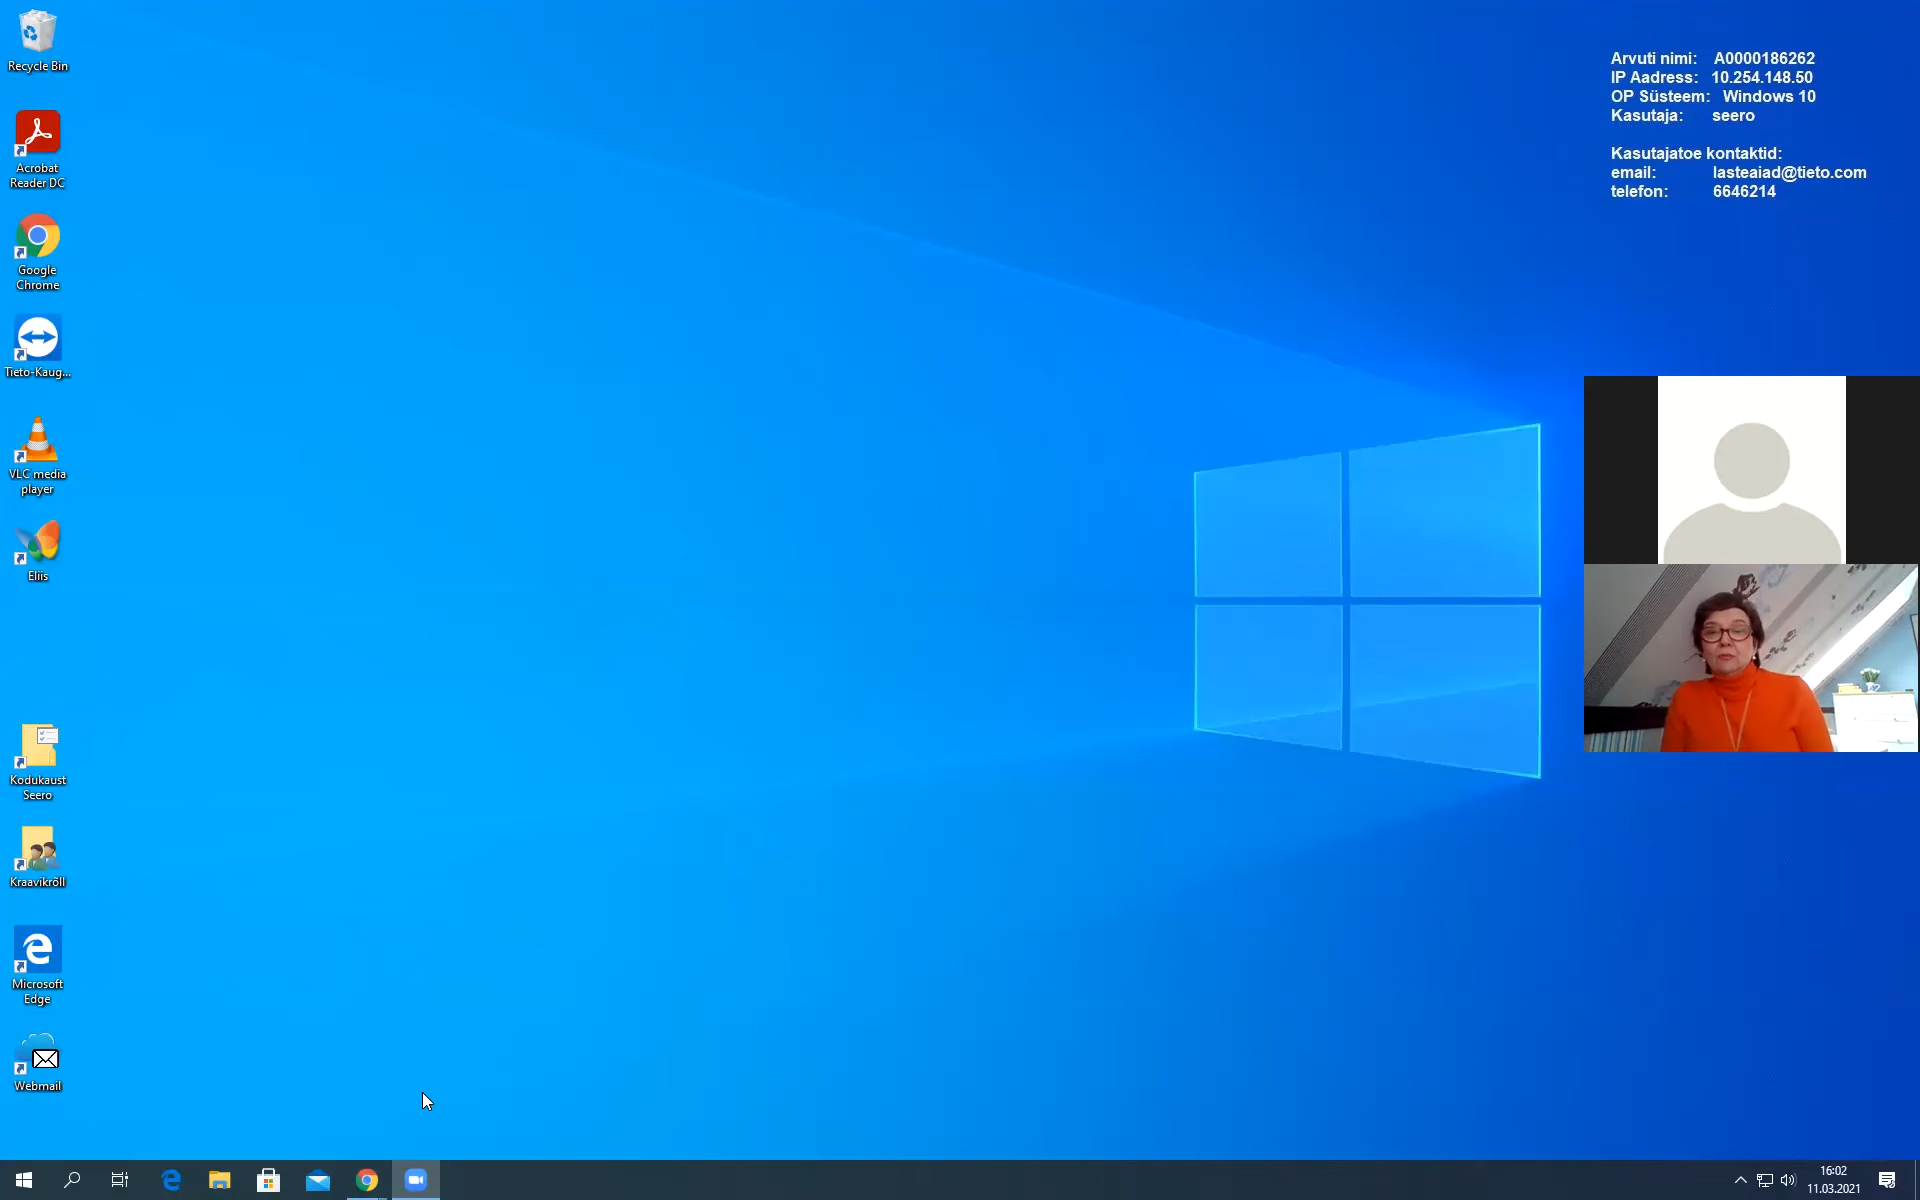 Recycle Bin
Acrobat
Reader DC
Google
Chrome
Tieto-Kaug...
VLC media
player
Eliis
Kodukaust
Seero
Kraavikröll
Microsoft
Edge
Webmail
Arvuti nimi: A0000186262
IP Aadress: 10.254.148.50
OP Süsteem: Windows 10
Kasutaja: seero
Kasutajatoe kontaktid:
email: lasteaiad@tieto.com
telefon: 6646214
16:02
11.03.2021